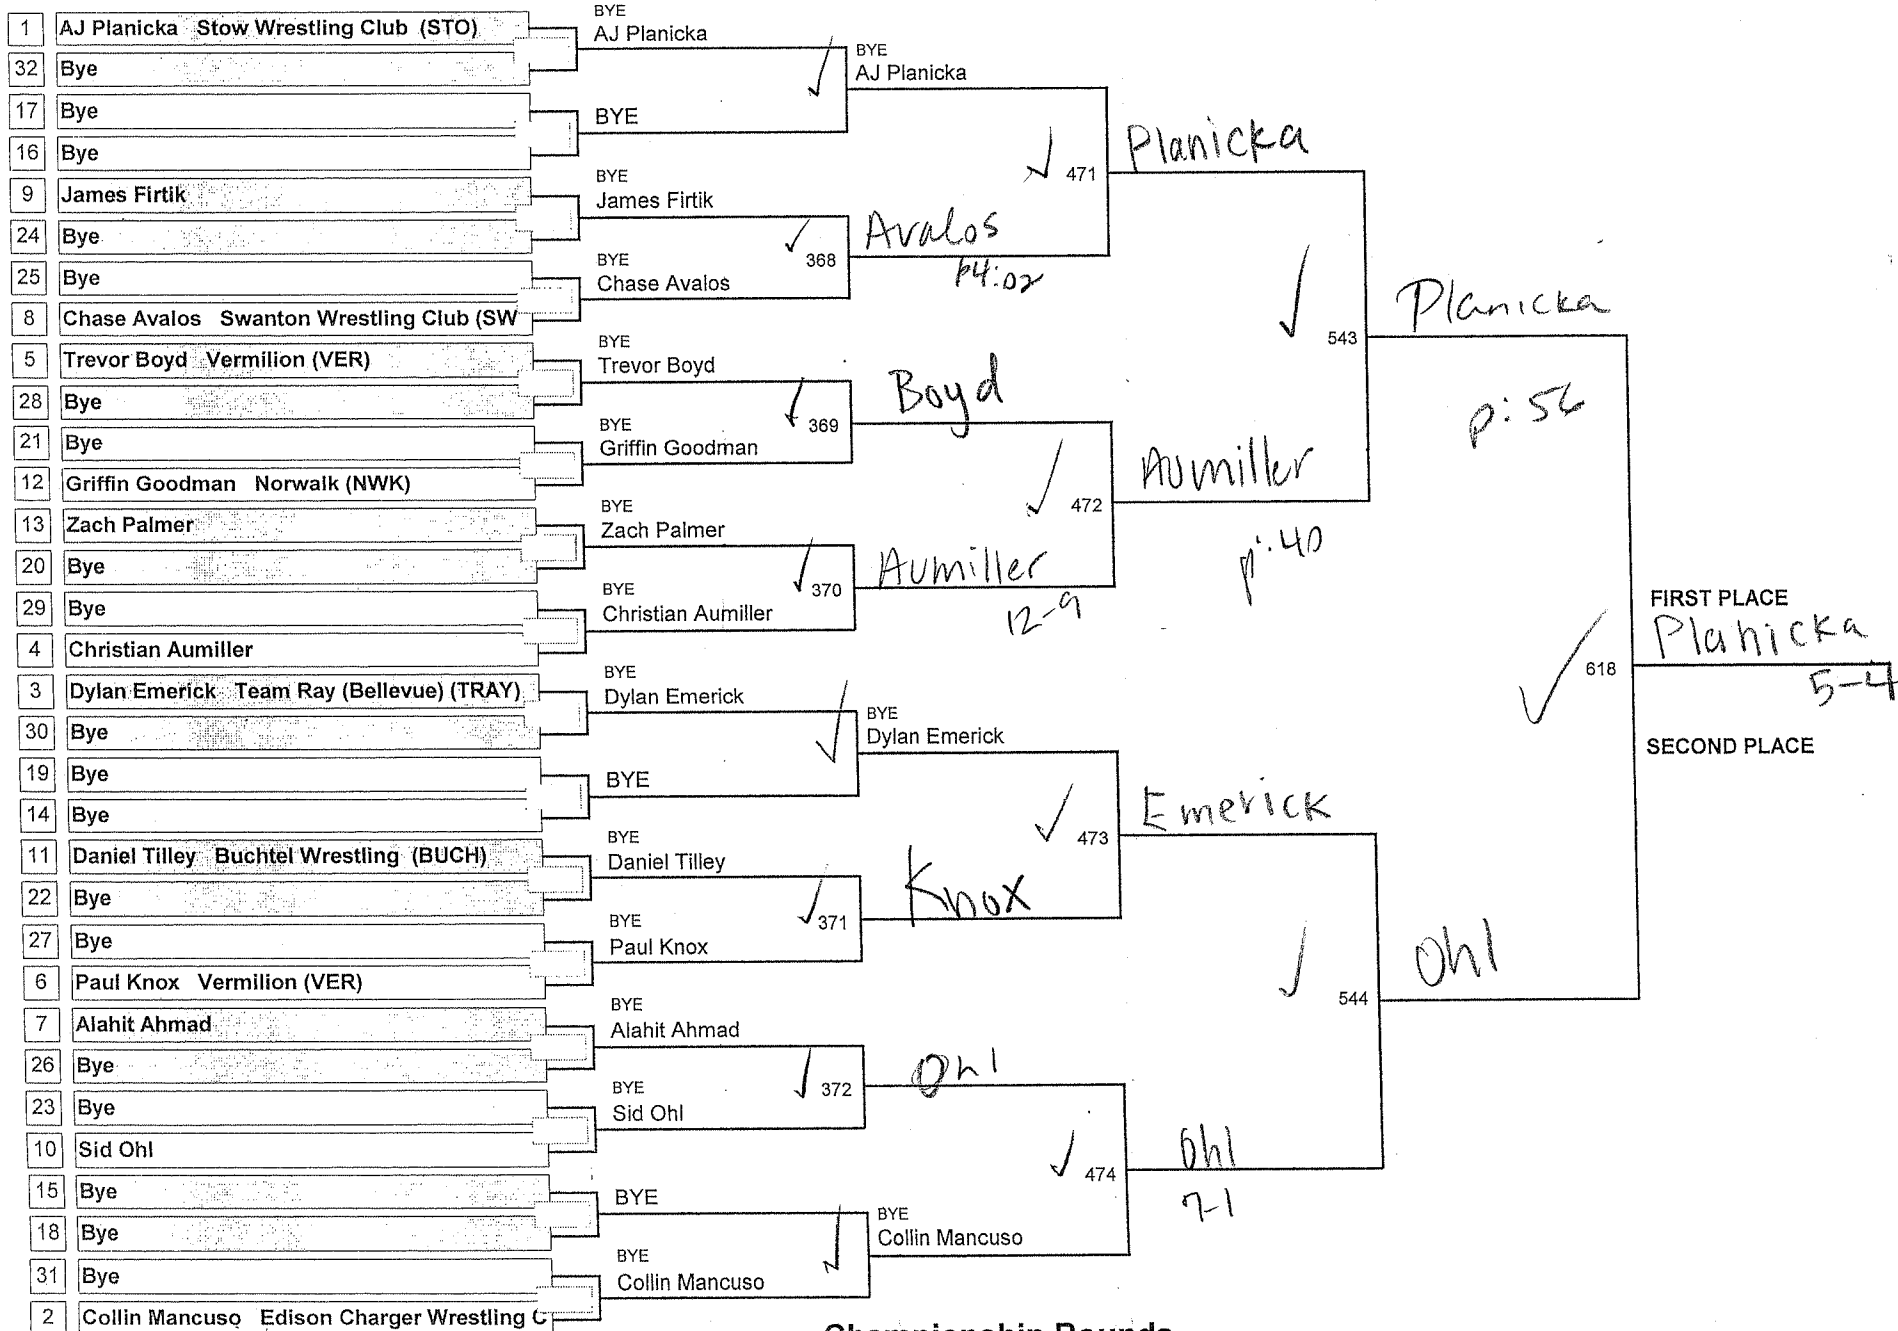 1 AJ Planicka Stow Wrestling Club (STO)
32 Bye
17 Bye
16 Bye
9 James Firtik
24 Bye
25 Bye
8 Chase Avalos Swanton Wrestling Club (SW
5 Trevor Boyd Vermilion (VER)
28 Bye
21 Bye
12 Griffin Goodman Norwalk (NWK)
13 Zach Palmer
20 Bye
29 Bye
4 Christian Aumiller
3 Dylan Emerick Team Ray (Bellevue) (TRAY)
30 Bye
19 Bye
14 Bye
11 Daniel Tilley Buchtel Wrestling (BUCH)
22 Bye
27 Bye
6 Paul Knox Vermilion (VER)
7 Alahit Ahmad
26 Bye
23 Bye
10 Sid Ohl
15 Bye
18 Bye
31 Bye
2 Collin Mancuso Edison Charger Wrestling C
BYE
AJ Planicka
BYE
BYE
James Firtik
BYE
Chase Avalos
BYE
Trevor Boyd
BYE
Griffin Goodman
BYE
Zach Palmer
BYE
Christian Aumiller
BYE
Dylan Emerick
BYE
BYE
Daniel Tilley
BYE
Paul Knox
BYE
Alahit Ahmad
BYE
Sid Ohl
BYE
BYE
Collin Mancuso
368
369
370
371
372
BYE
AJ Planicka
Avalos
P4:02
Boyd
Aumiller
12-9
BYE
Dylan Emerick
Knox
Ohl
BYE
Collin Mancuso
471
472
473
474
Planicka
Aumiller
p:40
Emerick
Ohl
7-1
543
544
Planicka
p:56
Ohl
618
FIRST PLACE
Planicka
5-4
SECOND PLACE
Championship Rounds